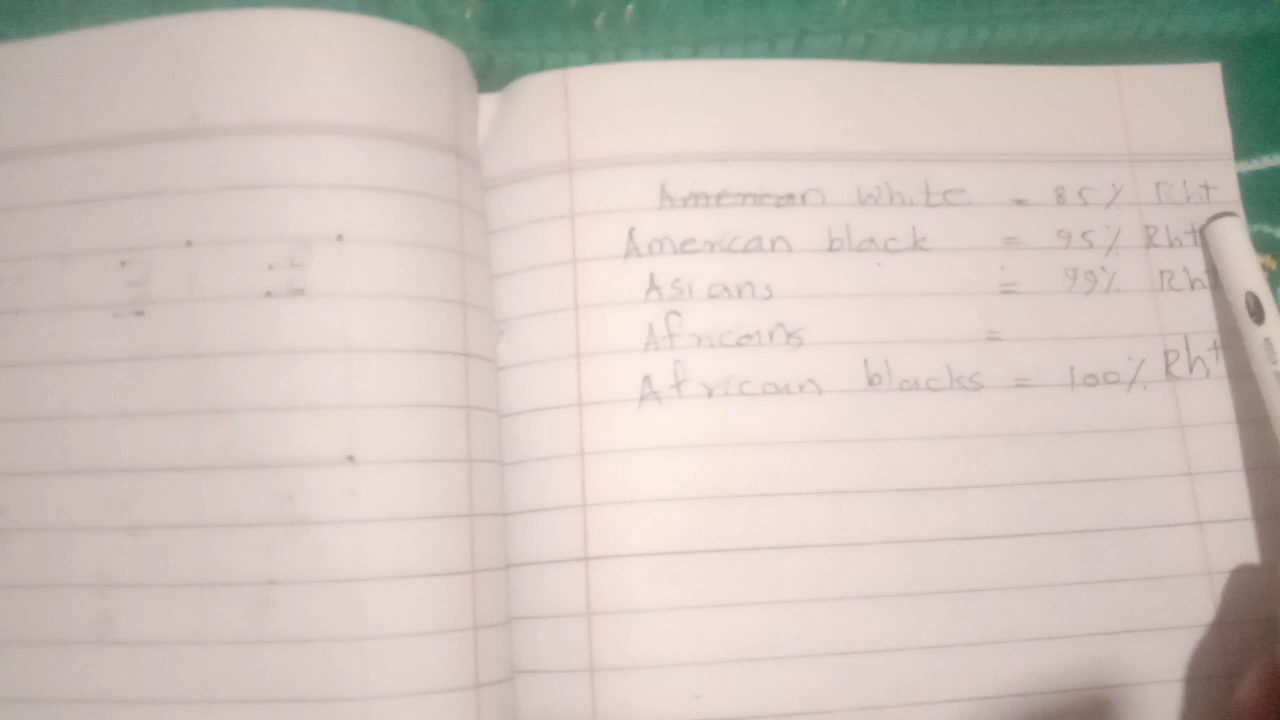 American white = 85% Rh+
American black = 95% Rh+
Asians = 99% Rh+
Africans =
African blacks = 100% Rh+